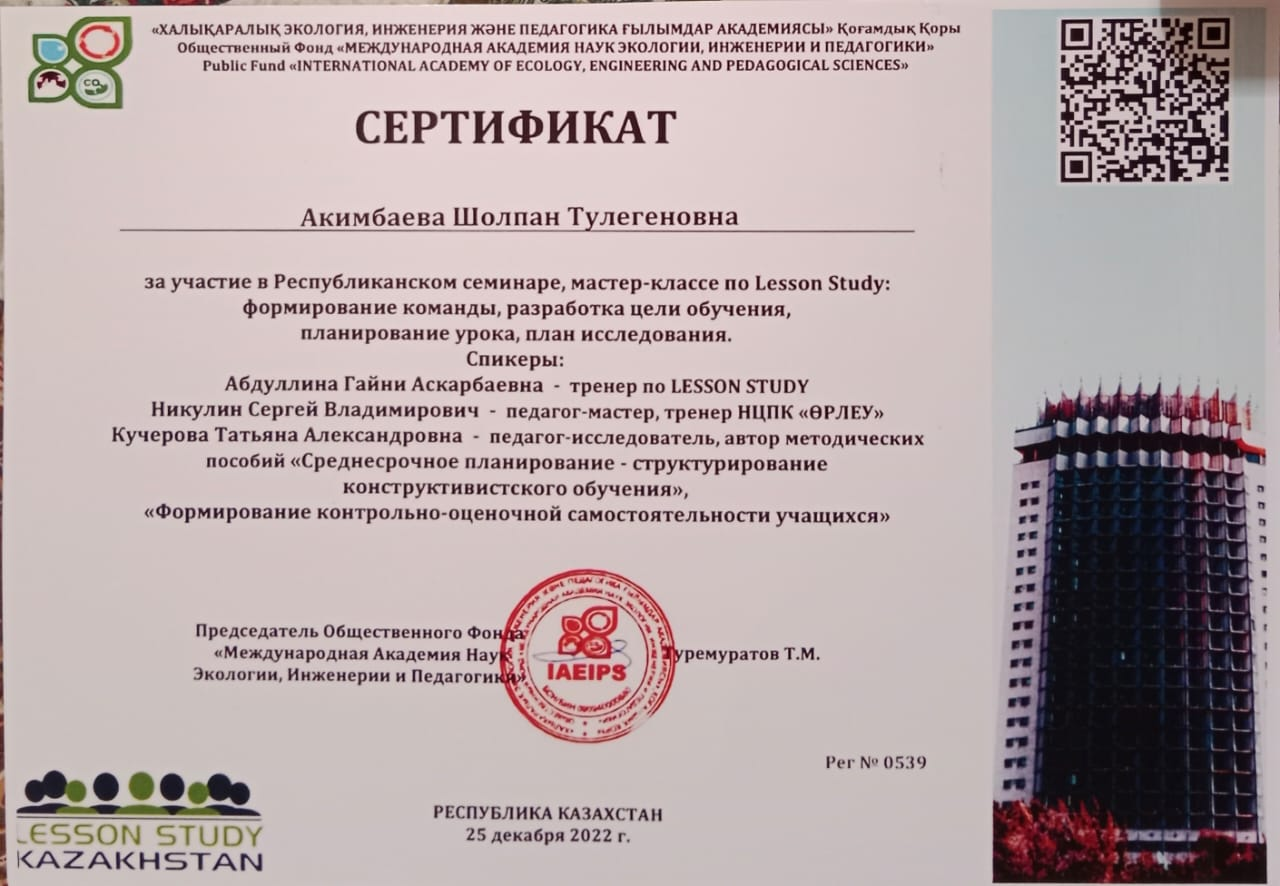 «ХАЛЫҚАРАЛЫҚ ЭКОЛОГИЯ, ИНЖЕНЕРИЯ ЖӘНЕ ПЕДАГОГИКА ҒЫЛЫМДАР АКАДЕМИЯСЫ» Қоғамдық Қоры
Общественный Фонд «МЕЖДУНАРОДНАЯ АКАДЕМИЯ НАУК ЭКОЛОГИИ, ИНЖЕНЕРИИ И ПЕДАГОГИКИ»
Public Fund «INTERNATIONAL ACADEMY OF ECOLOGY, ENGINEERING AND PEDAGOGICAL SCIENCES»
СЕРТИФИКАТ
Акимбаева Шолпан Тулегеновна
за участие в Республиканском семинаре, мастер-классе по Lesson Study:
формирование команды, разработка цели обучения,
планирование урока, план исследования.
Спикеры:
Абдуллина Гайни Аскарбаевна - тренер по LESSON STUDY
Никулин Сергей Владимирович - педагог-мастер, тренер НЦПК «ӨРЛЕУ»
Кучерова Татьяна Александровна - педагог-исследователь, автор методических
пособий «Среднесрочное планирование - структурирование
конструктивистского обучения»,
«Формирование контрольно-оценочной самостоятельности учащихся»
Председатель Общественного Фонда
«Международная Академия Наук
Экологии, Инженерии и Педагогики»
Туремуратов Т.М.
IAEIPS
Рег № 0539
РЕСПУБЛИКА КАЗАХСТАН
25 декабря 2022 г.
LESSON STUDY
KAZAKHSTAN